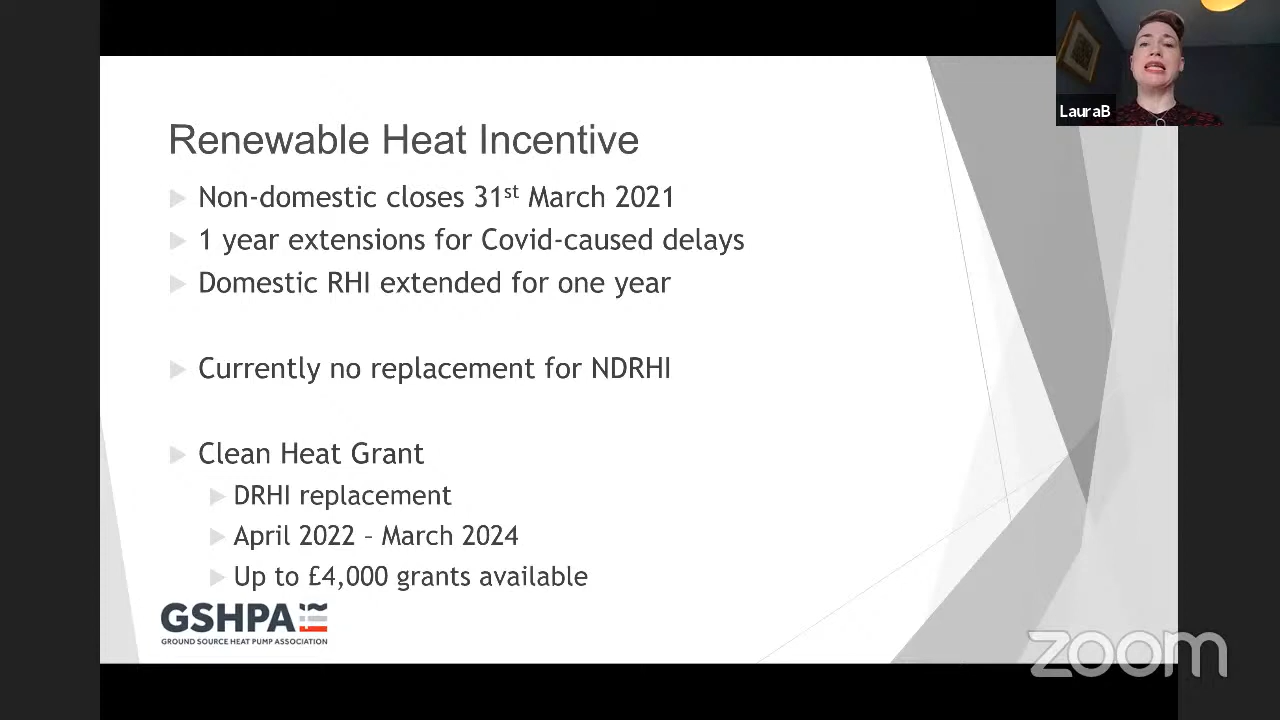 LauraB
Renewable Heat Incentive
Non-domestic closes 31st March 2021
1 year extensions for Covid-caused delays
Domestic RHI extended for one year
Currently no replacement for NDRHI
Clean Heat Grant
DRHI replacement
April 2022 – March 2024
Up to £4,000 grants available
GSHPA
GROUND SOURCE HEAT PUMP ASSOCIATION
zoom